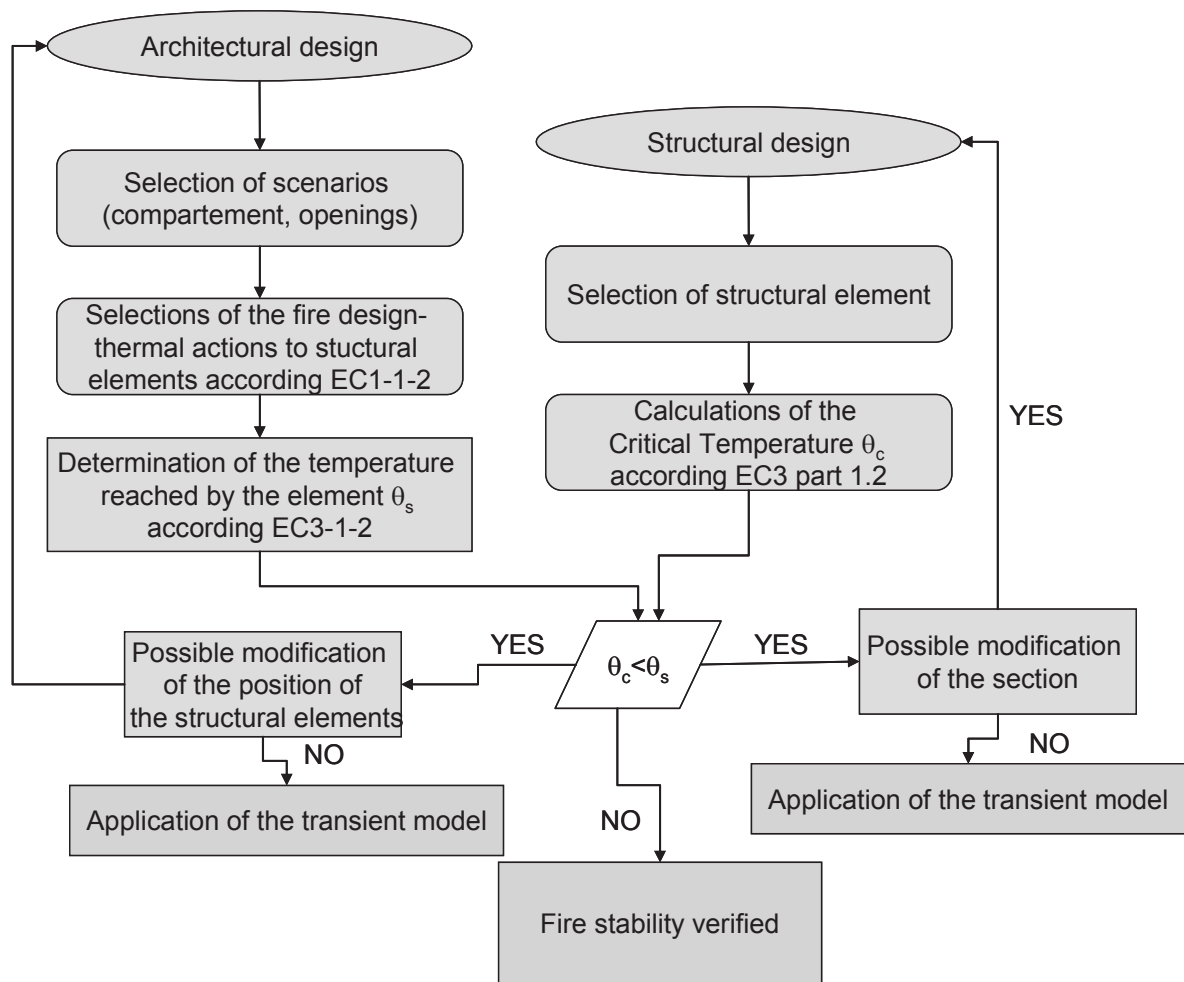 Architectural design
Selection of scenarios
(compartement, openings)
Selections of the fire design-
thermal actions to stuctural
elements according EC1-1-2
Determination of the temperature
reached by the element θs
according EC3-1-2
Structural design
Selection of structural element
Calculations of the
Critical Temperature θc
according EC3 part 1.2
YES
θc<θs
YES
YES
Possible modification
of the position of
the structural elements
NO
Application of the transient model
Possible modification
of the section
NO
Application of the transient model
NO
Fire stability verified